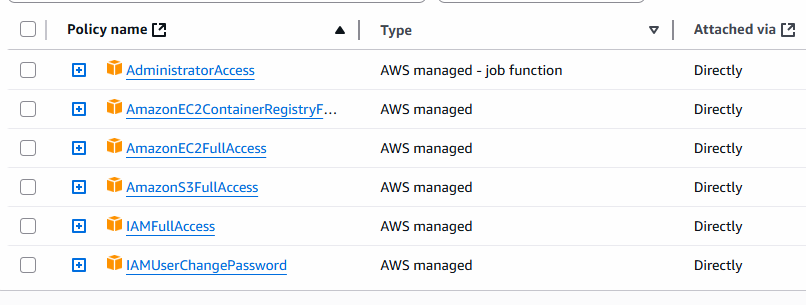 Policy name Type Attached via
AdministratorAccess AWS managed - job function Directly
AmazonEC2ContainerRegistryF... AWS managed Directly
AmazonEC2FullAccess AWS managed Directly
AmazonS3FullAccess AWS managed Directly
IAMFullAccess AWS managed Directly
IAMUserChangePassword AWS managed Directly